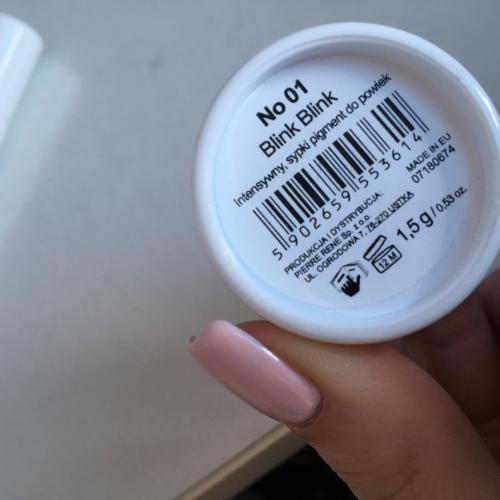 No 01
Blink Blink
Intensywny, sypki pigment do powiek
5 902659 553614
MADE IN EU
07180674
PRODUKCJA I DYSTRYBUCJA:
PIERRE RENE Sp. z o.o.
UL. OGRODOWA 7, 76-270 USTKA
12 M
1,5 g / 0,53 oz.